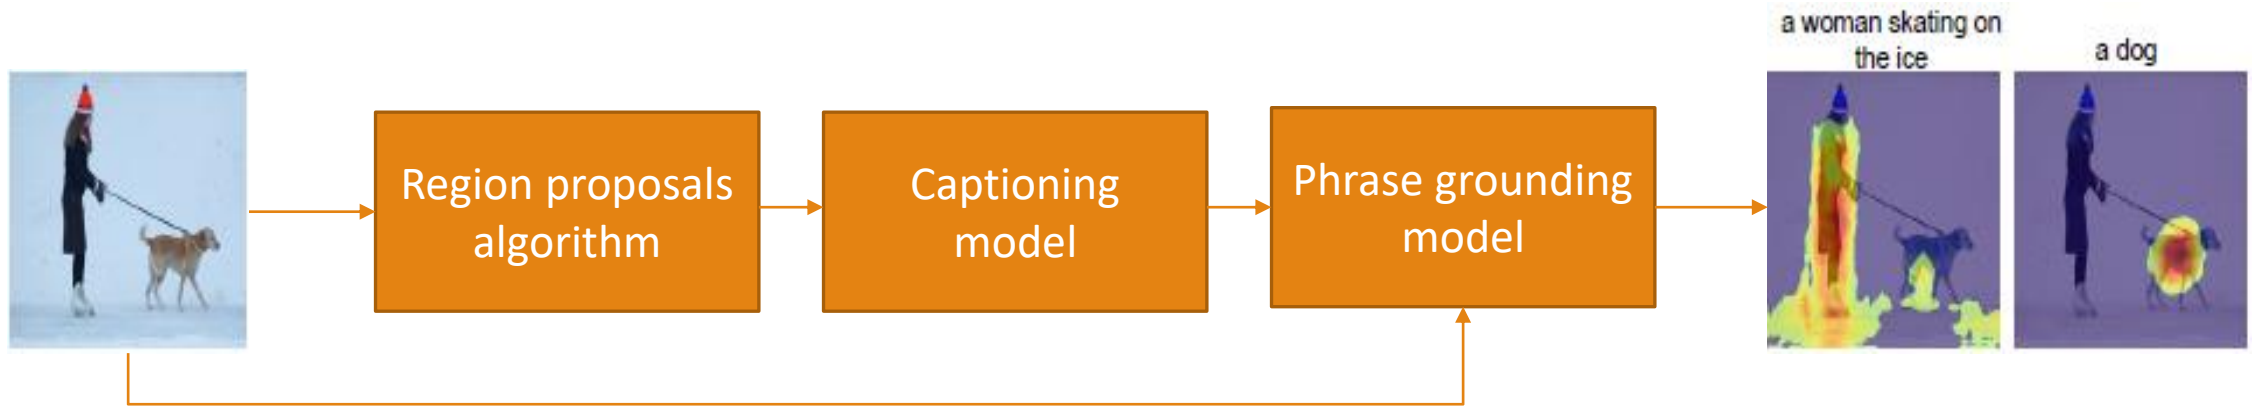 Region proposals
algorithm
Captioning
model
Phrase grounding
model
a woman skating on
the ice
a dog